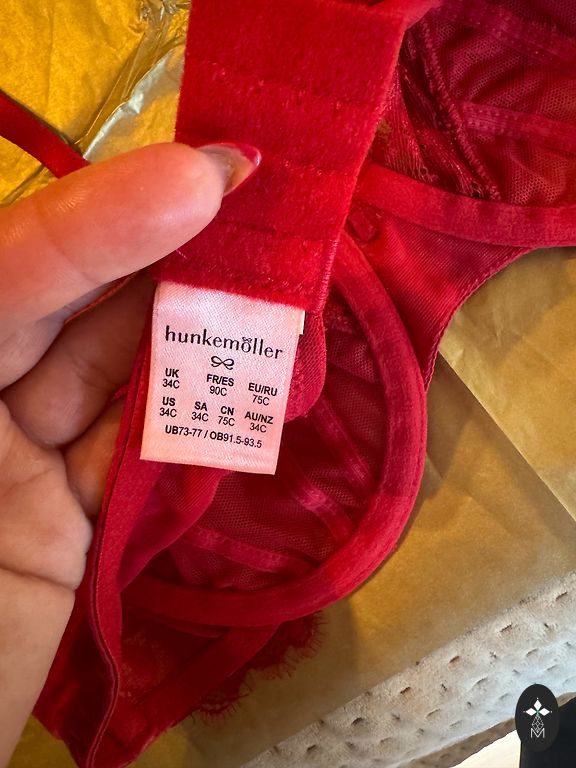 hunkemöller
UK FR/ES EU/RU
34C 90C 75C
US SA CN AU/NZ
34C 34C 75C 34C
UB73-77 / OB91.5-93.5
M